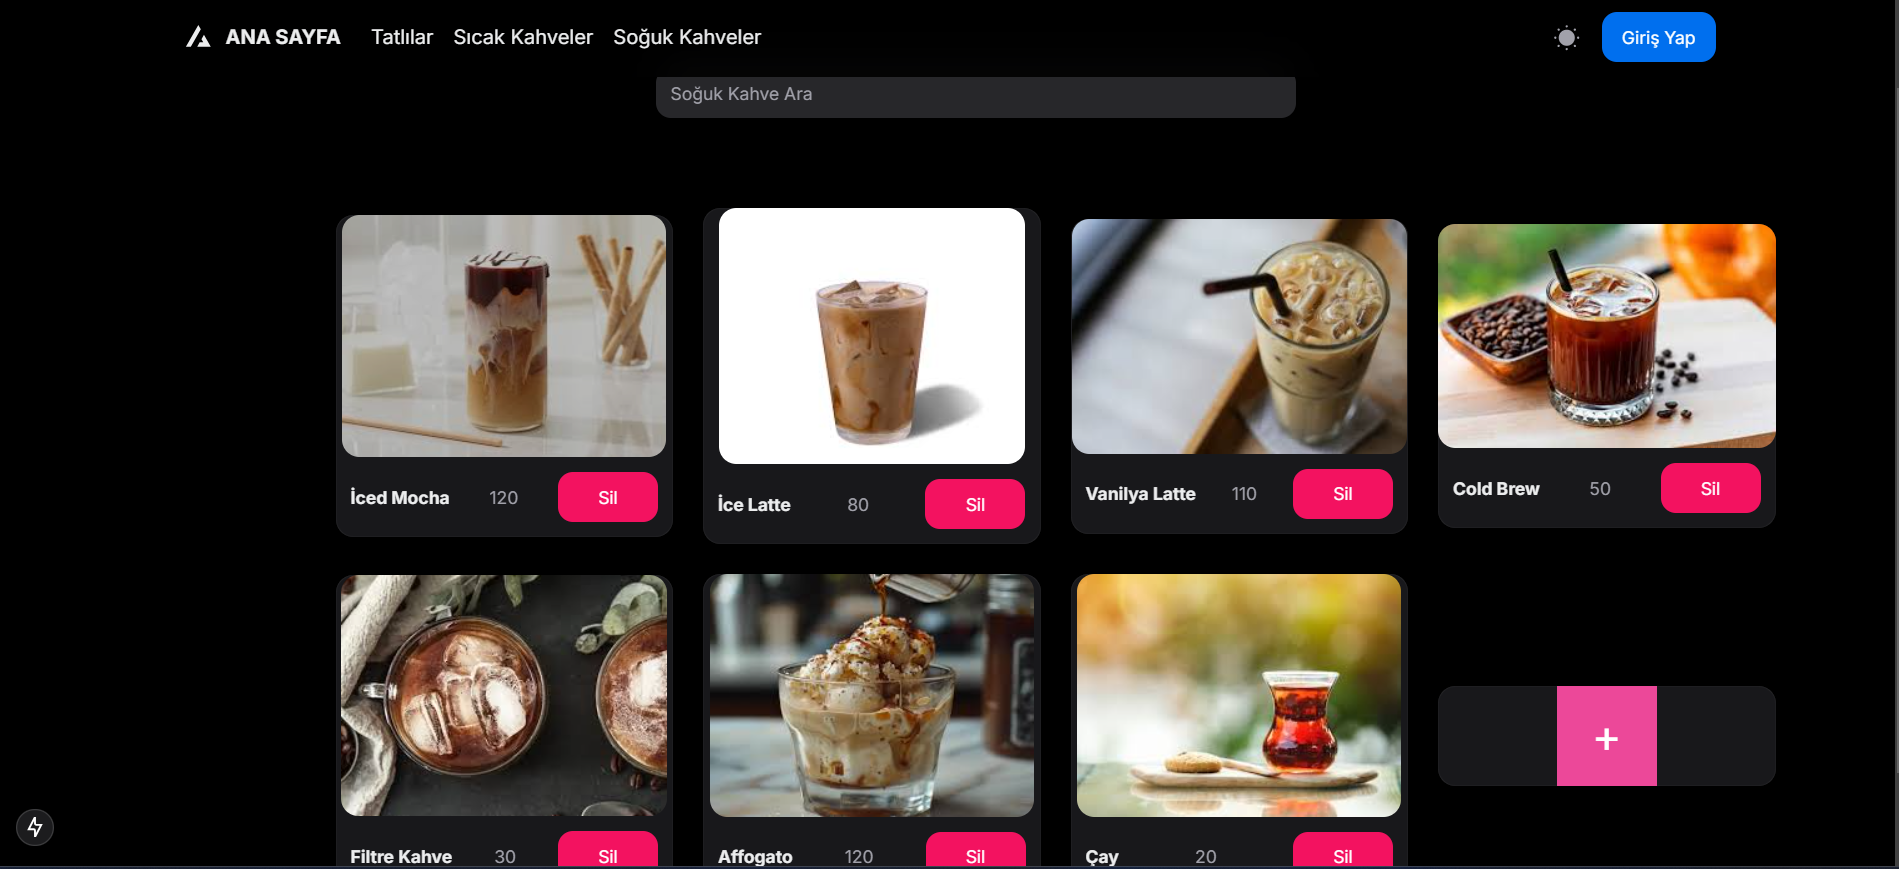 ANA SAYFA Tatlılar Sıcak Kahveler Soğuk Kahveler Giriş Yap
Soğuk Kahve Ara
İced Mocha 120 Sil
İce Latte 80 Sil
Vanilya Latte 110 Sil
Cold Brew 50 Sil
Filtre Kahve 30 Sil
Affogato 120 Sil
Çay 20 Sil
+